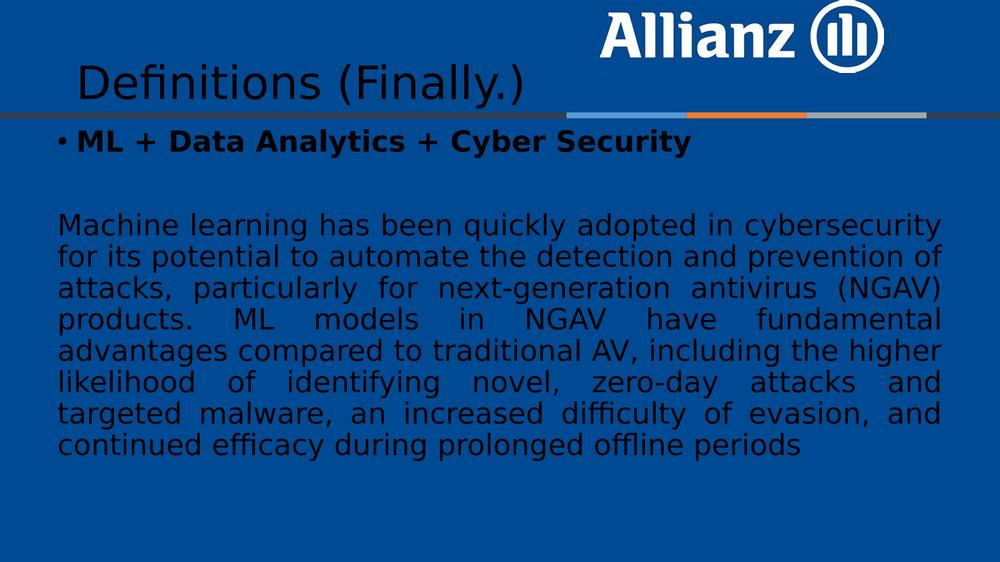 Allianz
Definitions (Finally.)
• ML + Data Analytics + Cyber Security
Machine learning has been quickly adopted in cybersecurity
for its potential to automate the detection and prevention of
attacks, particularly for next-generation antivirus (NGAV)
products. ML models in NGAV have fundamental
advantages compared to traditional AV, including the higher
likelihood of identifying novel, zero-day attacks and
targeted malware, an increased difficulty of evasion, and
continued efficacy during prolonged offline periods